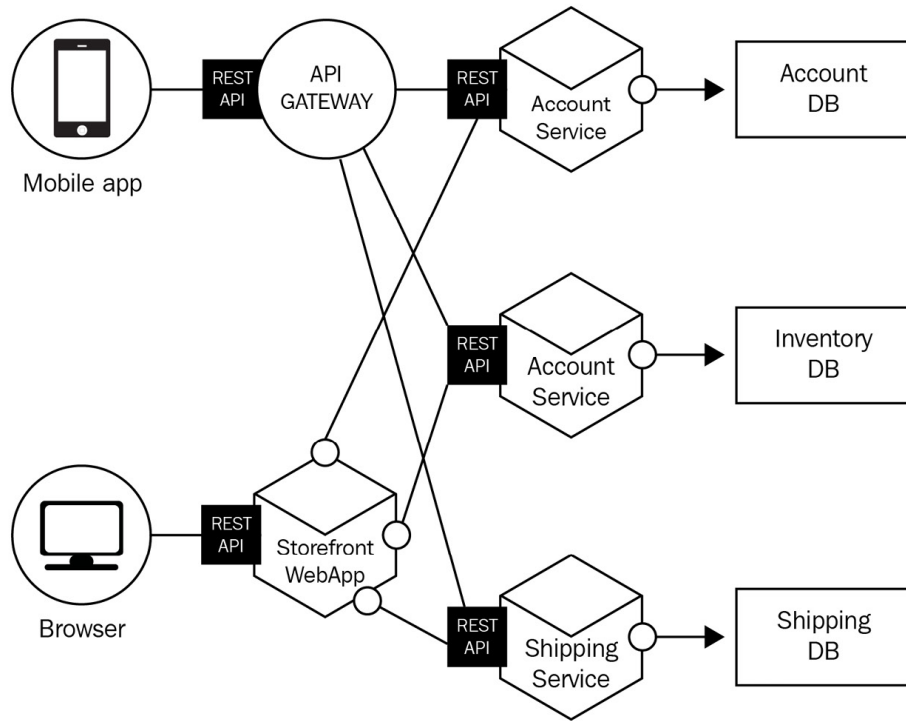 REST
API
API
GATEWAY
REST
API
Account
Service
Account
DB
Mobile app
REST
API
Account
Service
Inventory
DB
REST
API
Storefront
WebApp
Browser
REST
API
Shipping
Service
Shipping
DB